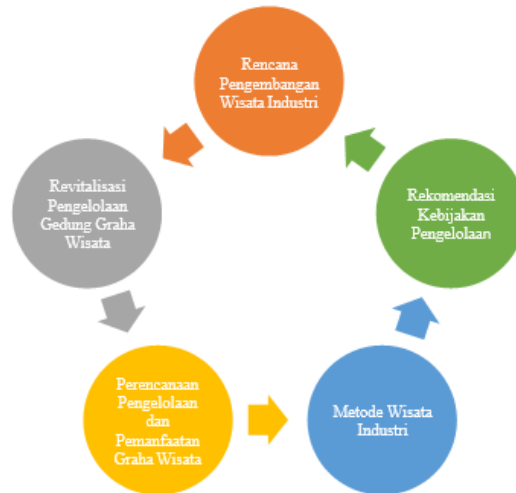 Rencana
Pengembangan
Wisata Industri
Revitalisasi
Pengelolaan
Gedung Graha
Wisata
Rekomendasi
Kebijakan
Pengelolaan
Perencanaan
Pengelolaan
dan
Pemanfaatan
Graha Wisata
Metode Wisata
Industri